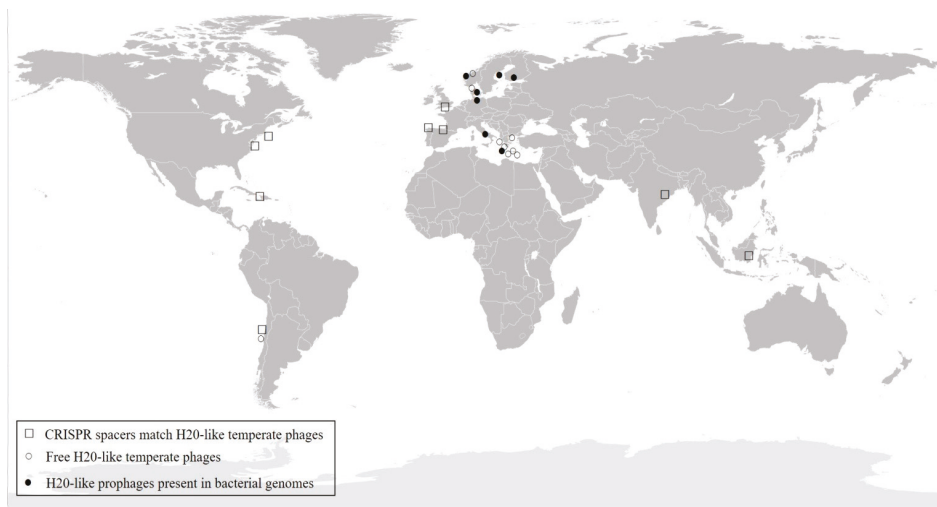 CRISPR spacers match H20-like temperate phages
Free H20-like temperate phages
H20-like prophages present in bacterial genomes